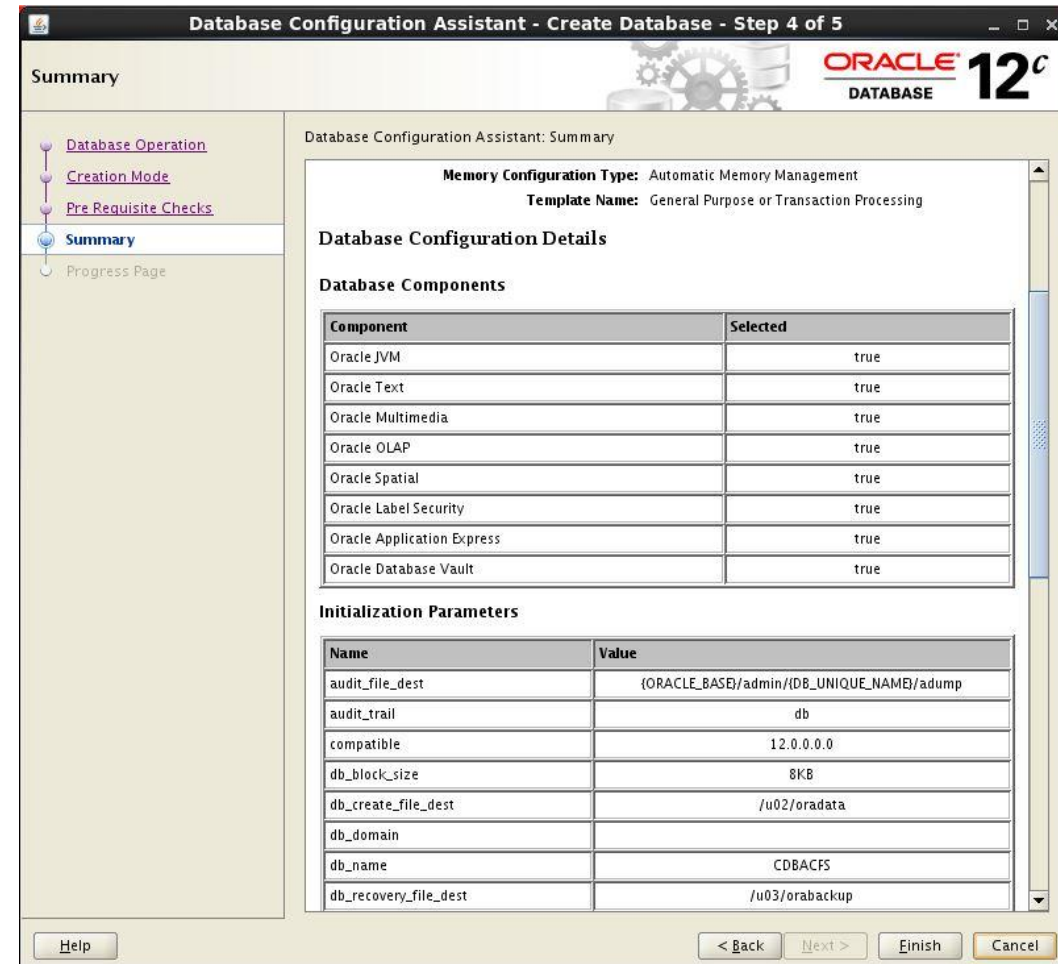 Database Configuration Assistant - Create Database - Step 4 of 5
Summary
ORACLE DATABASE 12c
Database Operation
Creation Mode
Pre Requisite Checks
Summary
Progress Page
Database Configuration Assistant: Summary
Memory Configuration Type: Automatic Memory Management
Template Name: General Purpose or Transaction Processing
Database Configuration Details
Database Components
Component Selected
Oracle JVM true
Oracle Text true
Oracle Multimedia true
Oracle OLAP true
Oracle Spatial true
Oracle Label Security true
Oracle Application Express true
Oracle Database Vault true
Initialization Parameters
Name Value
audit_file_dest {ORACLE_BASE}/admin/{DB_UNIQUE_NAME}/adump
audit_trail db
compatible 12.0.0.0.0
db_block_size 8KB
db_create_file_dest /u02/oradata
db_domain
db_name CDBACFS
db_recovery_file_dest /u03/orabackup
Help < Back Next > Finish Cancel